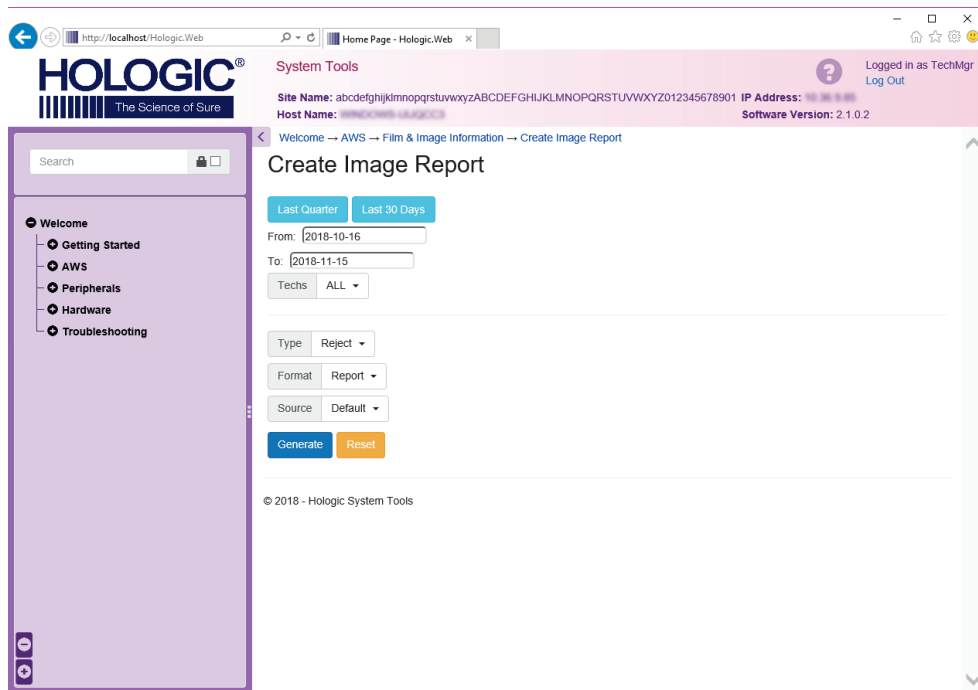 http://localhost/Hologic.Web
Home Page - Hologic.Web
HOLOGIC®
The Science of Sure
System Tools
Logged in as TechMgr
Log Out
Site Name: abcdefghijklmnopqrstuvwxyzABCDEFGHIJKLMNOPQRSTUVWXYZ012345678901 IP Address:
Host Name: Software Version: 2.1.0.2
Search
Welcome
Getting Started
AWS
Peripherals
Hardware
Troubleshooting
Welcome → AWS → Film & Image Information → Create Image Report
Create Image Report
Last Quarter Last 30 Days
From: 2018-10-16
To: 2018-11-15
Techs ALL
Type Reject
Format Report
Source Default
Generate Reset
© 2018 - Hologic System Tools